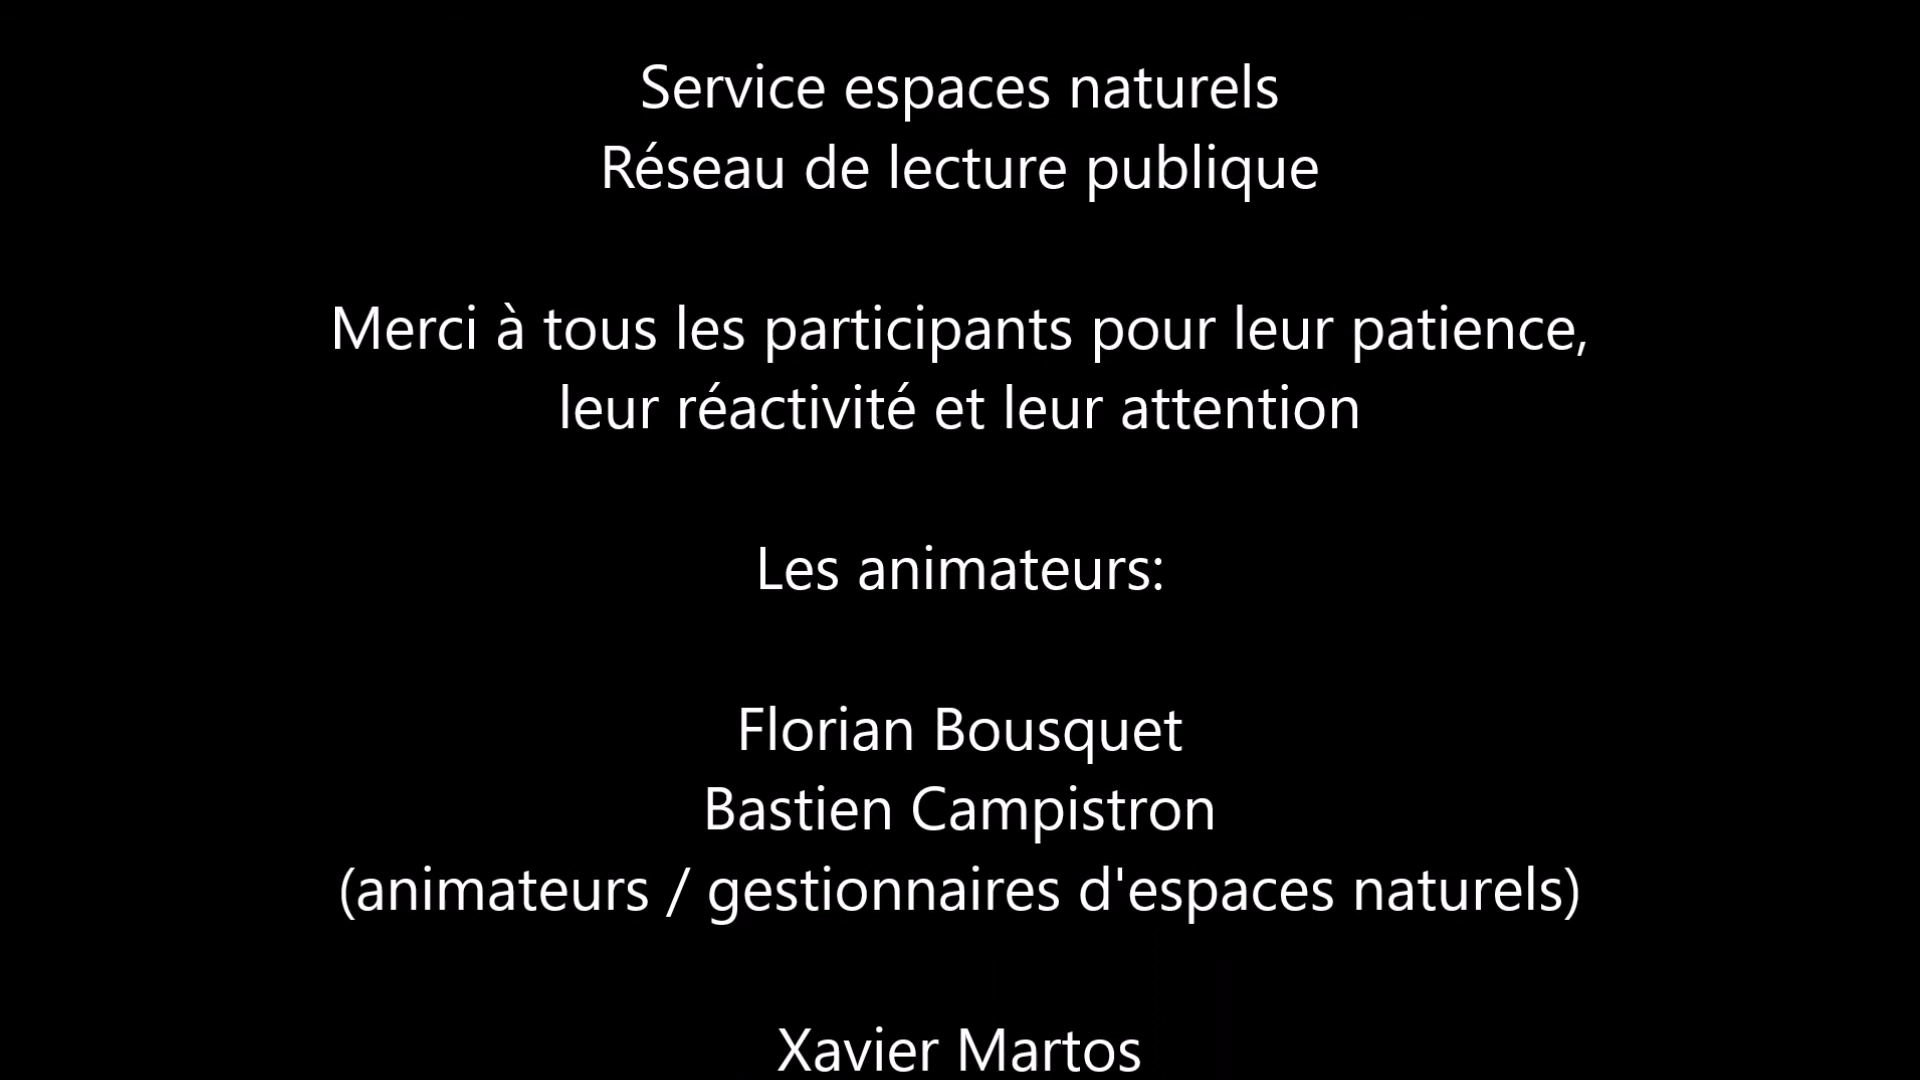 Service espaces naturels
Réseau de lecture publique
Merci à tous les participants pour leur patience,
leur réactivité et leur attention
Les animateurs:
Florian Bousquet
Bastien Campistron
(animateurs / gestionnaires d'espaces naturels)
Xavier Martos